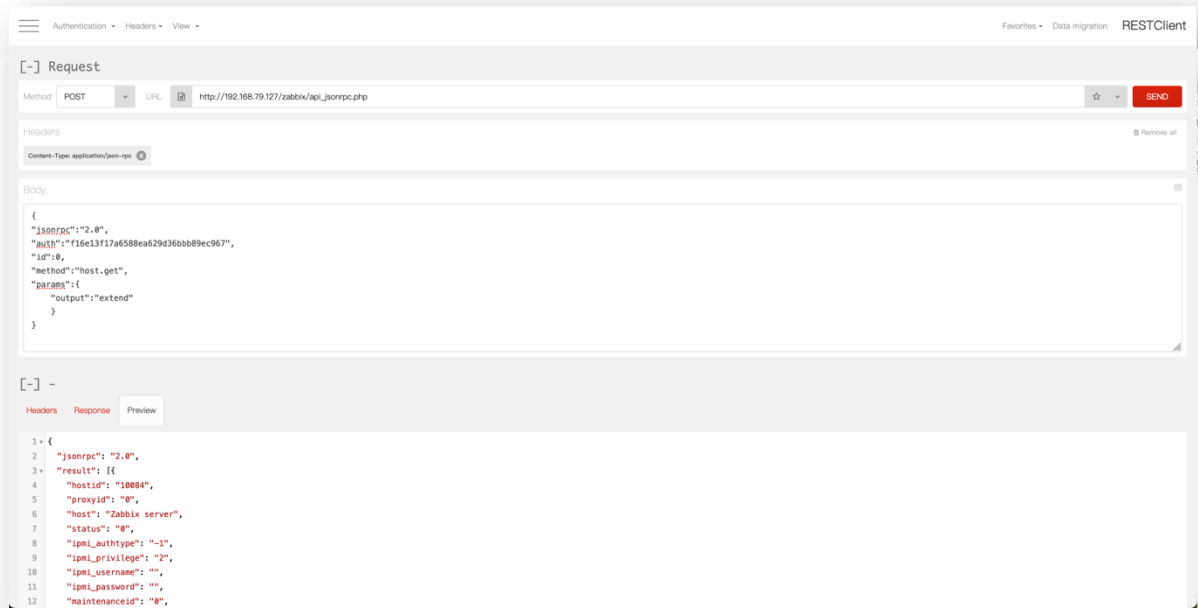 Authentication Headers View Favorites Data migration RESTClient
[-] Request
Method POST URL http://192.168.79.127/zabbix/api_jsonrpc.php SEND
Headers Remove all
Content-Type: application/json-rpc
Body
{
"jsonrpc":"2.0",
"auth":"f16e13f17a6588ea629d36bbb89ec967",
"id":0,
"method":"host.get",
"params":{
"output":"extend"
}
}
[-] -
Headers Response Preview
1 {
2 "jsonrpc": "2.0",
3 "result": [{
4 "hostid": "10084",
5 "proxyid": "0",
6 "host": "Zabbix server",
7 "status": "0",
8 "ipmi_authtype": "-1",
9 "ipmi_privilege": "2",
10 "ipmi_username": "",
11 "ipmi_password": "",
12 "maintenanceid": "0",